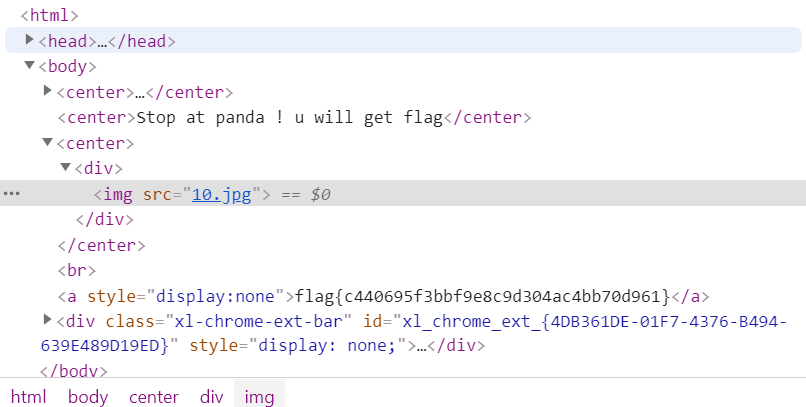 <html>
<head>…</head>
<body>
<center>…</center>
<center>Stop at panda ! u will get flag</center>
<center>
<div>
<img src="10.jpg"> == $0
</div>
</center>
<br>
<a style="display:none">flag{c440695f3bbf9e8c9d304ac4bb70d961}</a>
<div class="xl-chrome-ext-bar" id="xl_chrome_ext_{4DB361DE-01F7-4376-B494-
639E489D19ED}" style="display: none;">…</div>
</body>
html body center div img